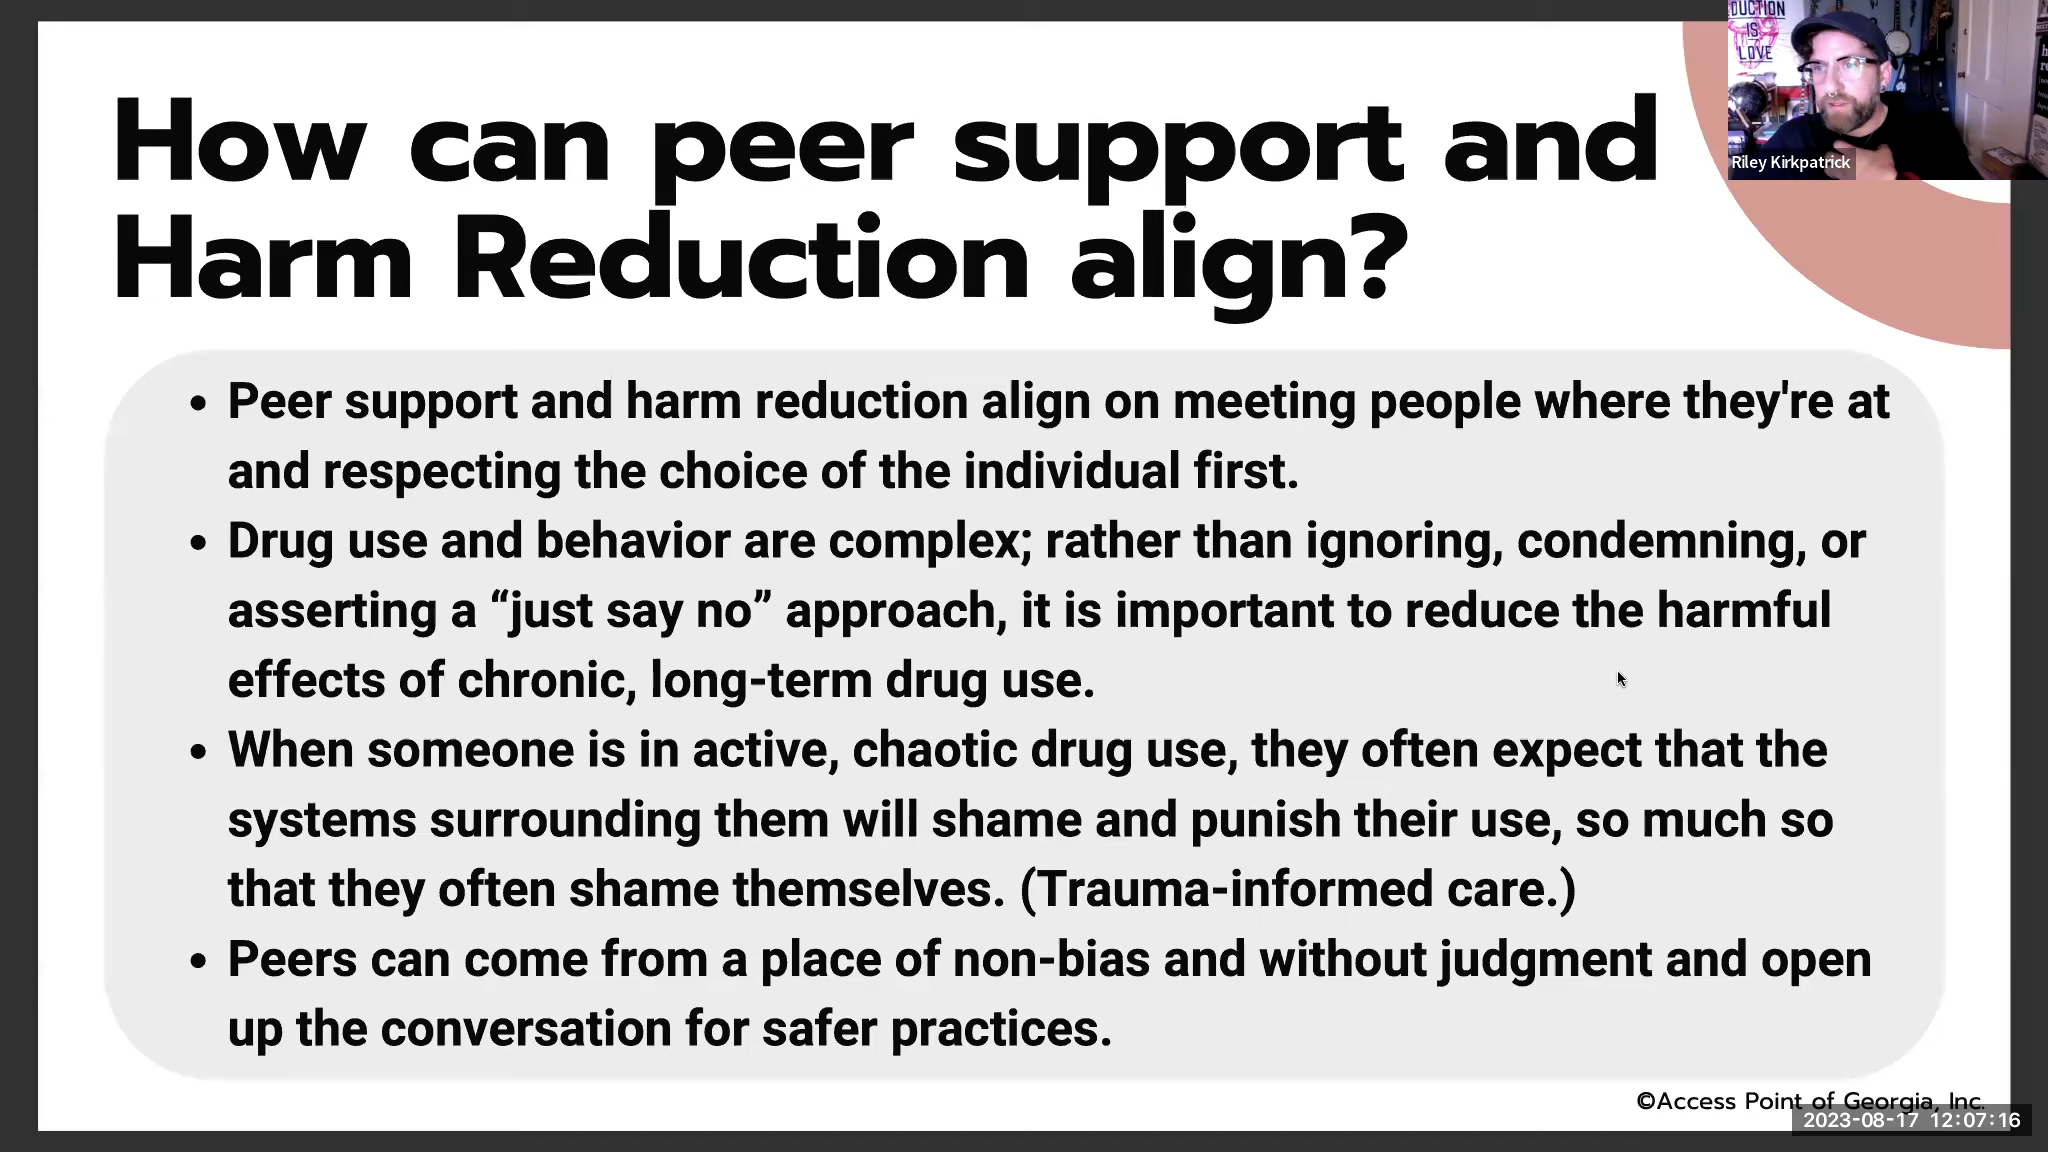 How can peer support and
Harm Reduction align?
DUCTION
IS
LOVE
Riley Kirkpatrick
• Peer support and harm reduction align on meeting people where they're at
and respecting the choice of the individual first.
• Drug use and behavior are complex; rather than ignoring, condemning, or
asserting a “just say no” approach, it is important to reduce the harmful
effects of chronic, long-term drug use.
• When someone is in active, chaotic drug use, they often expect that the
systems surrounding them will shame and punish their use, so much so
that they often shame themselves. (Trauma-informed care.)
• Peers can come from a place of non-bias and without judgment and open
up the conversation for safer practices.
©Access Point of Georgia, Inc.
2023-08-17 12:07:16